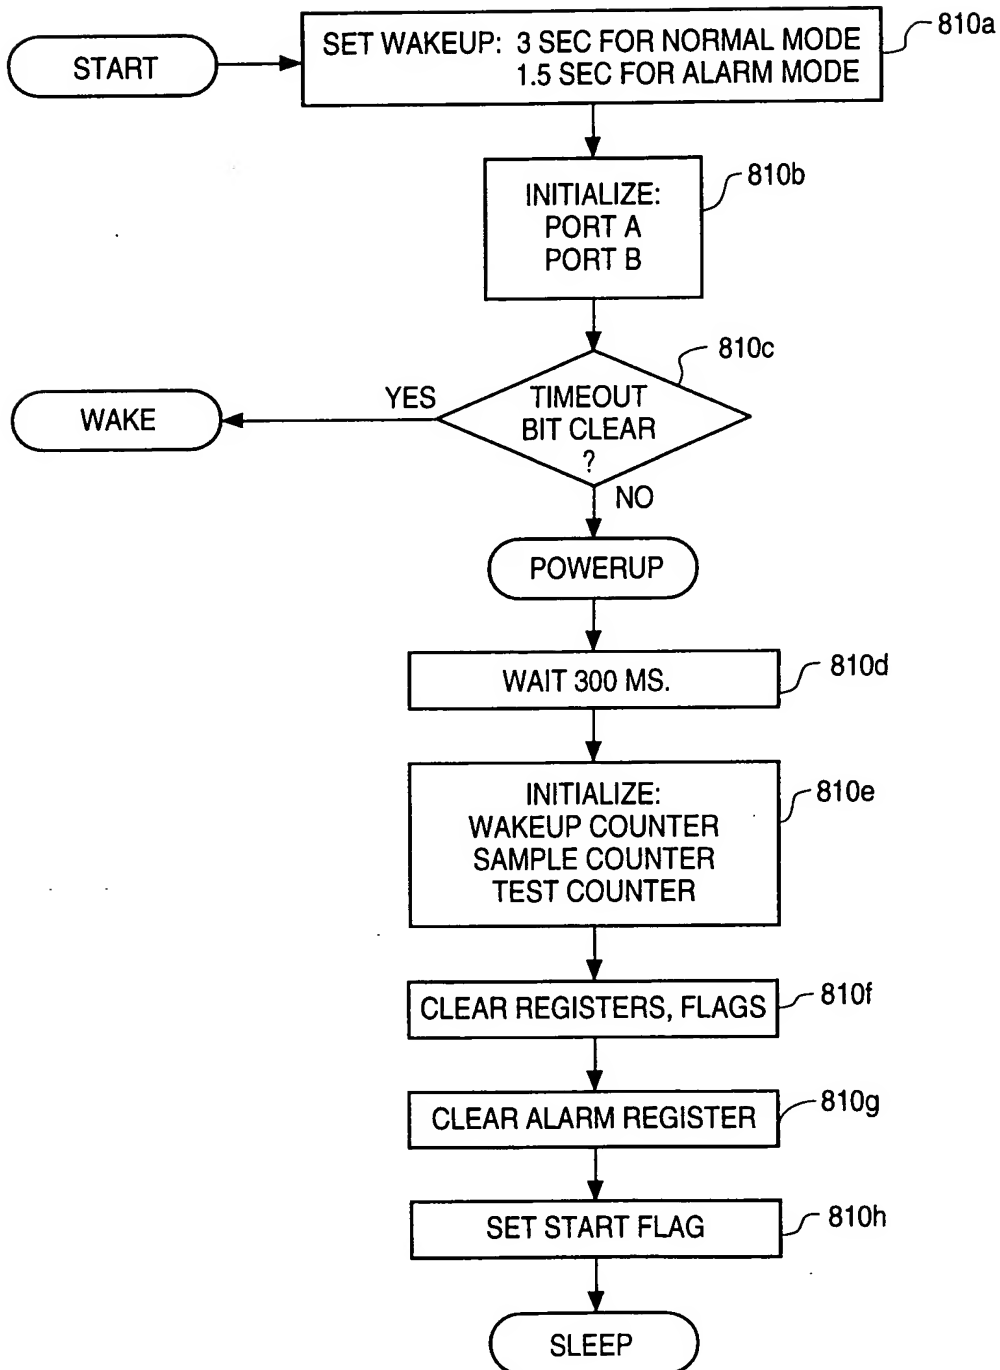 START
SET WAKEUP: 3 SEC FOR NORMAL MODE
1.5 SEC FOR ALARM MODE
810a
INITIALIZE:
PORT A
PORT B
810b
TIMEOUT
BIT CLEAR
?
810c
YES
WAKE
NO
POWERUP
WAIT 300 MS.
810d
INITIALIZE:
WAKEUP COUNTER
SAMPLE COUNTER
TEST COUNTER
810e
CLEAR REGISTERS, FLAGS
810f
CLEAR ALARM REGISTER
810g
SET START FLAG
810h
SLEEP